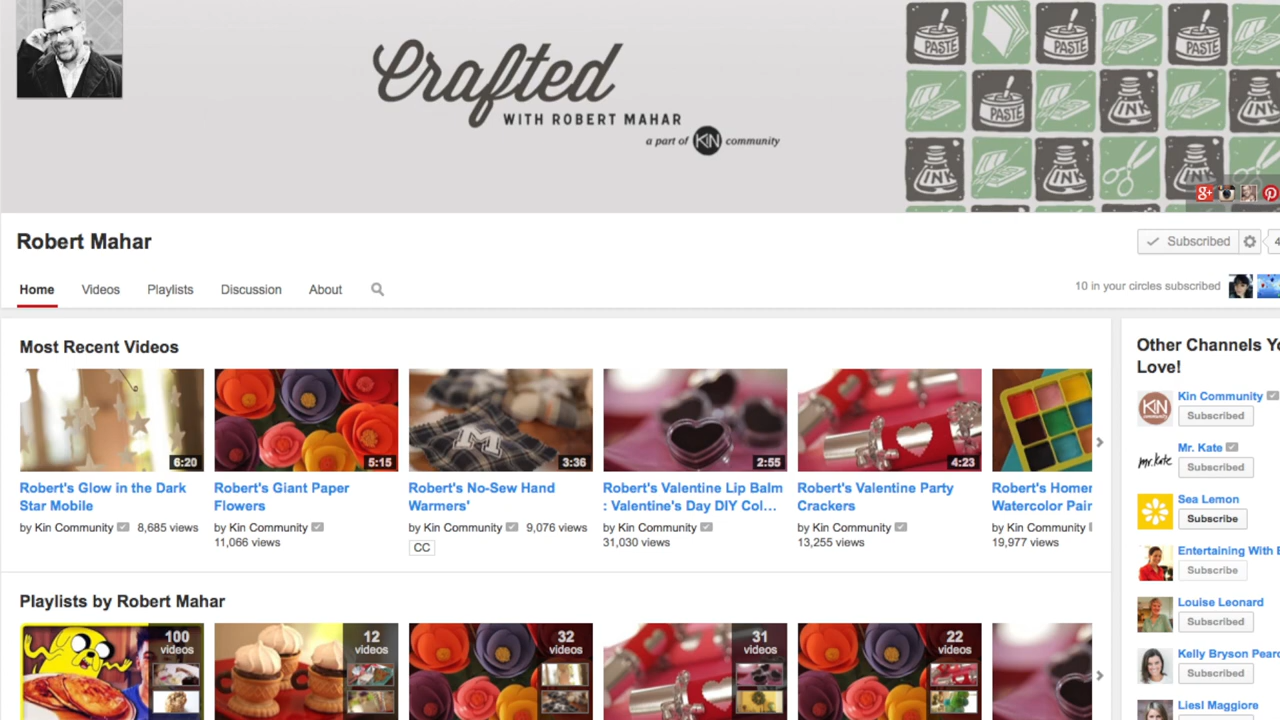 Crafted
WITH ROBERT MAHAR
a part of KIN community
PASTE PASTE PASTE
PASTE INK INK
INK INK INK
g+
Robert Mahar
Subscribed 4
Home Videos Playlists Discussion About
10 in your circles subscribed
Most Recent Videos
6:20 5:15 M 3:36 2:55 4:23
Robert's Glow in the Dark
Star Mobile
by Kin Community 8,685 views
Robert's Giant Paper
Flowers
by Kin Community
11,066 views
Robert's No-Sew Hand
Warmers'
by Kin Community 9,076 views
CC
Robert's Valentine Lip Balm
: Valentine's Day DIY Col...
by Kin Community
31,030 views
Robert's Valentine Party
Crackers
by Kin Community
13,255 views
Robert's
Watercolor
by Kin Community
19,977 views
Other Channels
Love!
KIN community
Kin Community
Subscribed
mr. kate
Mr. Kate
Subscribed
Sea Lemon
Subscribe
Entertaining With
Subscribe
Louise Leonard
Subscribed
Kelly Bryson
Subscribed
Liesl Maggiore
Playlists by Robert Mahar
100
videos
12
videos
32
videos
31
videos
22
videos